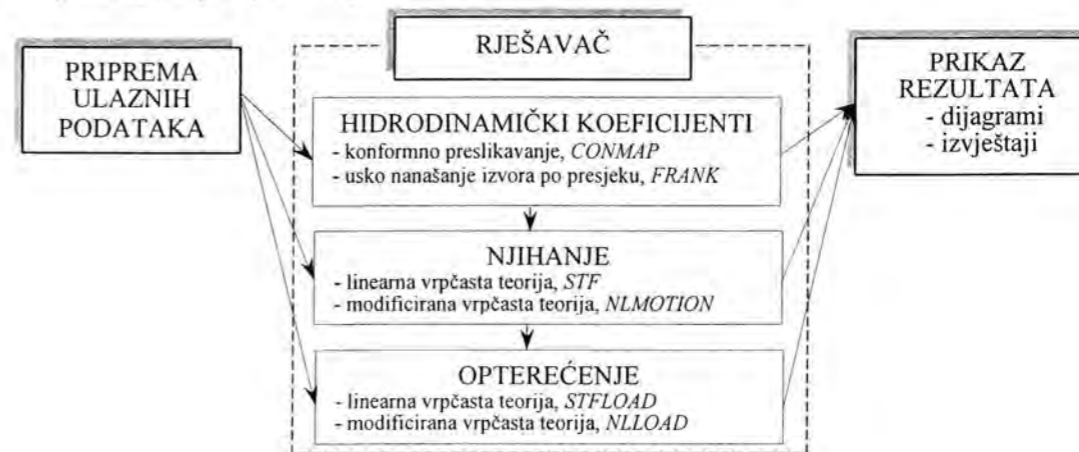 PRIPREMA
ULAZNIH
PODATAKA
RJEŠAVAČ
HIDRODINAMIČKI KOEFICIJENTI
- konformno preslikavanje, CONMAP
- usko nanašanje izvora po presjeku, FRANK
NJIHANJE
- linearna vrpčasta teorija, STF
- modificirana vrpčasta teorija, NLMOTION
OPTEREĆENJE
- linearna vrpčasta teorija, STFLOAD
- modificirana vrpčasta teorija, NLLOAD
PRIKAZ
REZULTATA
- dijagrami
- izvještaji